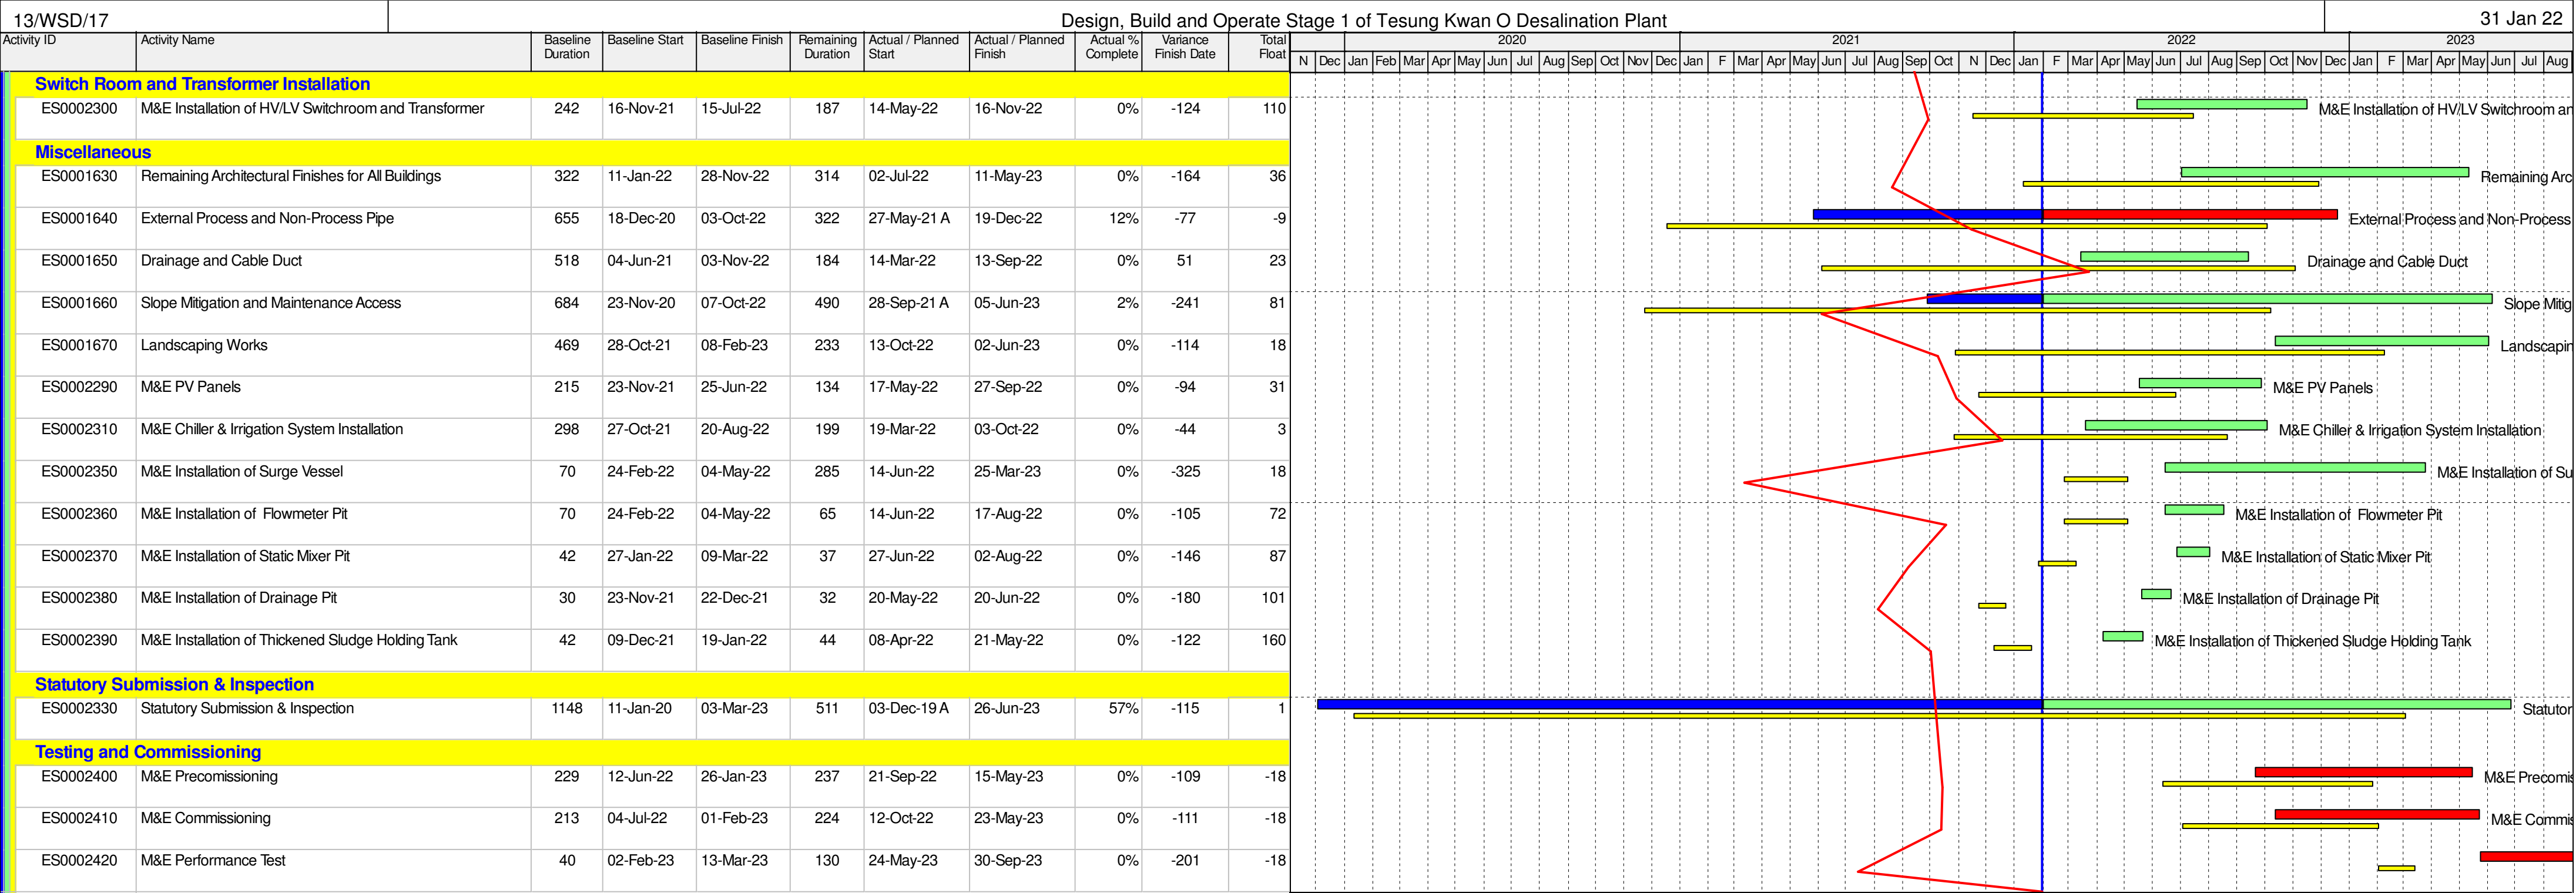 13/WSD/17 Design, Build and Operate Stage 1 of Tesung Kwan O Desalination Plant 31 Jan 22
Activity ID Activity Name Baseline Duration Baseline Start Baseline Finish Remaining Duration Actual / Planned Start Actual / Planned Finish Actual % Complete Variance Finish Date Total Float
2020 2021 2022 2023
N Dec Jan Feb Mar Apr May Jun Jul Aug Sep Oct Nov Dec Jan F Mar Apr May Jun Jul Aug Sep Oct N Dec Jan F Mar Apr May Jun Jul Aug Sep Oct Nov Dec Jan F Mar Apr May Jun Jul Aug
Switch Room and Transformer Installation
ES0002300 M&E Installation of HV/LV Switchroom and Transformer 242 16-Nov-21 15-Jul-22 187 14-May-22 16-Nov-22 0% -124 110 M&E Installation of HV/LV Switchroom an
Miscellaneous
ES0001630 Remaining Architectural Finishes for All Buildings 322 11-Jan-22 28-Nov-22 314 02-Jul-22 11-May-23 0% -164 36 Remaining Arc
ES0001640 External Process and Non-Process Pipe 655 18-Dec-20 03-Oct-22 322 27-May-21 A 19-Dec-22 12% -77 -9 External Process and Non-Process
ES0001650 Drainage and Cable Duct 518 04-Jun-21 03-Nov-22 184 14-Mar-22 13-Sep-22 0% 51 23 Drainage and Cable Duct
ES0001660 Slope Mitigation and Maintenance Access 684 23-Nov-20 07-Oct-22 490 28-Sep-21 A 05-Jun-23 2% -241 81 Slope Mitig
ES0001670 Landscaping Works 469 28-Oct-21 08-Feb-23 233 13-Oct-22 02-Jun-23 0% -114 18 Landscapin
ES0002290 M&E PV Panels 215 23-Nov-21 25-Jun-22 134 17-May-22 27-Sep-22 0% -94 31 M&E PV Panels
ES0002310 M&E Chiller & Irrigation System Installation 298 27-Oct-21 20-Aug-22 199 19-Mar-22 03-Oct-22 0% -44 3 M&E Chiller & Irrigation System Installation
ES0002350 M&E Installation of Surge Vessel 70 24-Feb-22 04-May-22 285 14-Jun-22 25-Mar-23 0% -325 18 M&E Installation of Su
ES0002360 M&E Installation of Flowmeter Pit 70 24-Feb-22 04-May-22 65 14-Jun-22 17-Aug-22 0% -105 72 M&E Installation of Flowmeter Pit
ES0002370 M&E Installation of Static Mixer Pit 42 27-Jan-22 09-Mar-22 37 27-Jun-22 02-Aug-22 0% -146 87 M&E Installation of Static Mixer Pit
ES0002380 M&E Installation of Drainage Pit 30 23-Nov-21 22-Dec-21 32 20-May-22 20-Jun-22 0% -180 101 M&E Installation of Drainage Pit
ES0002390 M&E Installation of Thickened Sludge Holding Tank 42 09-Dec-21 19-Jan-22 44 08-Apr-22 21-May-22 0% -122 160 M&E Installation of Thickened Sludge Holding Tank
Statutory Submission & Inspection
ES0002330 Statutory Submission & Inspection 1148 11-Jan-20 03-Mar-23 511 03-Dec-19 A 26-Jun-23 57% -115 1 Statutor
Testing and Commissioning
ES0002400 M&E Precomissioning 229 12-Jun-22 26-Jan-23 237 21-Sep-22 15-May-23 0% -109 -18 M&E Precomis
ES0002410 M&E Commissioning 213 04-Jul-22 01-Feb-23 224 12-Oct-22 23-May-23 0% -111 -18 M&E Commis
ES0002420 M&E Performance Test 40 02-Feb-23 13-Mar-23 130 24-May-23 30-Sep-23 0% -201 -18